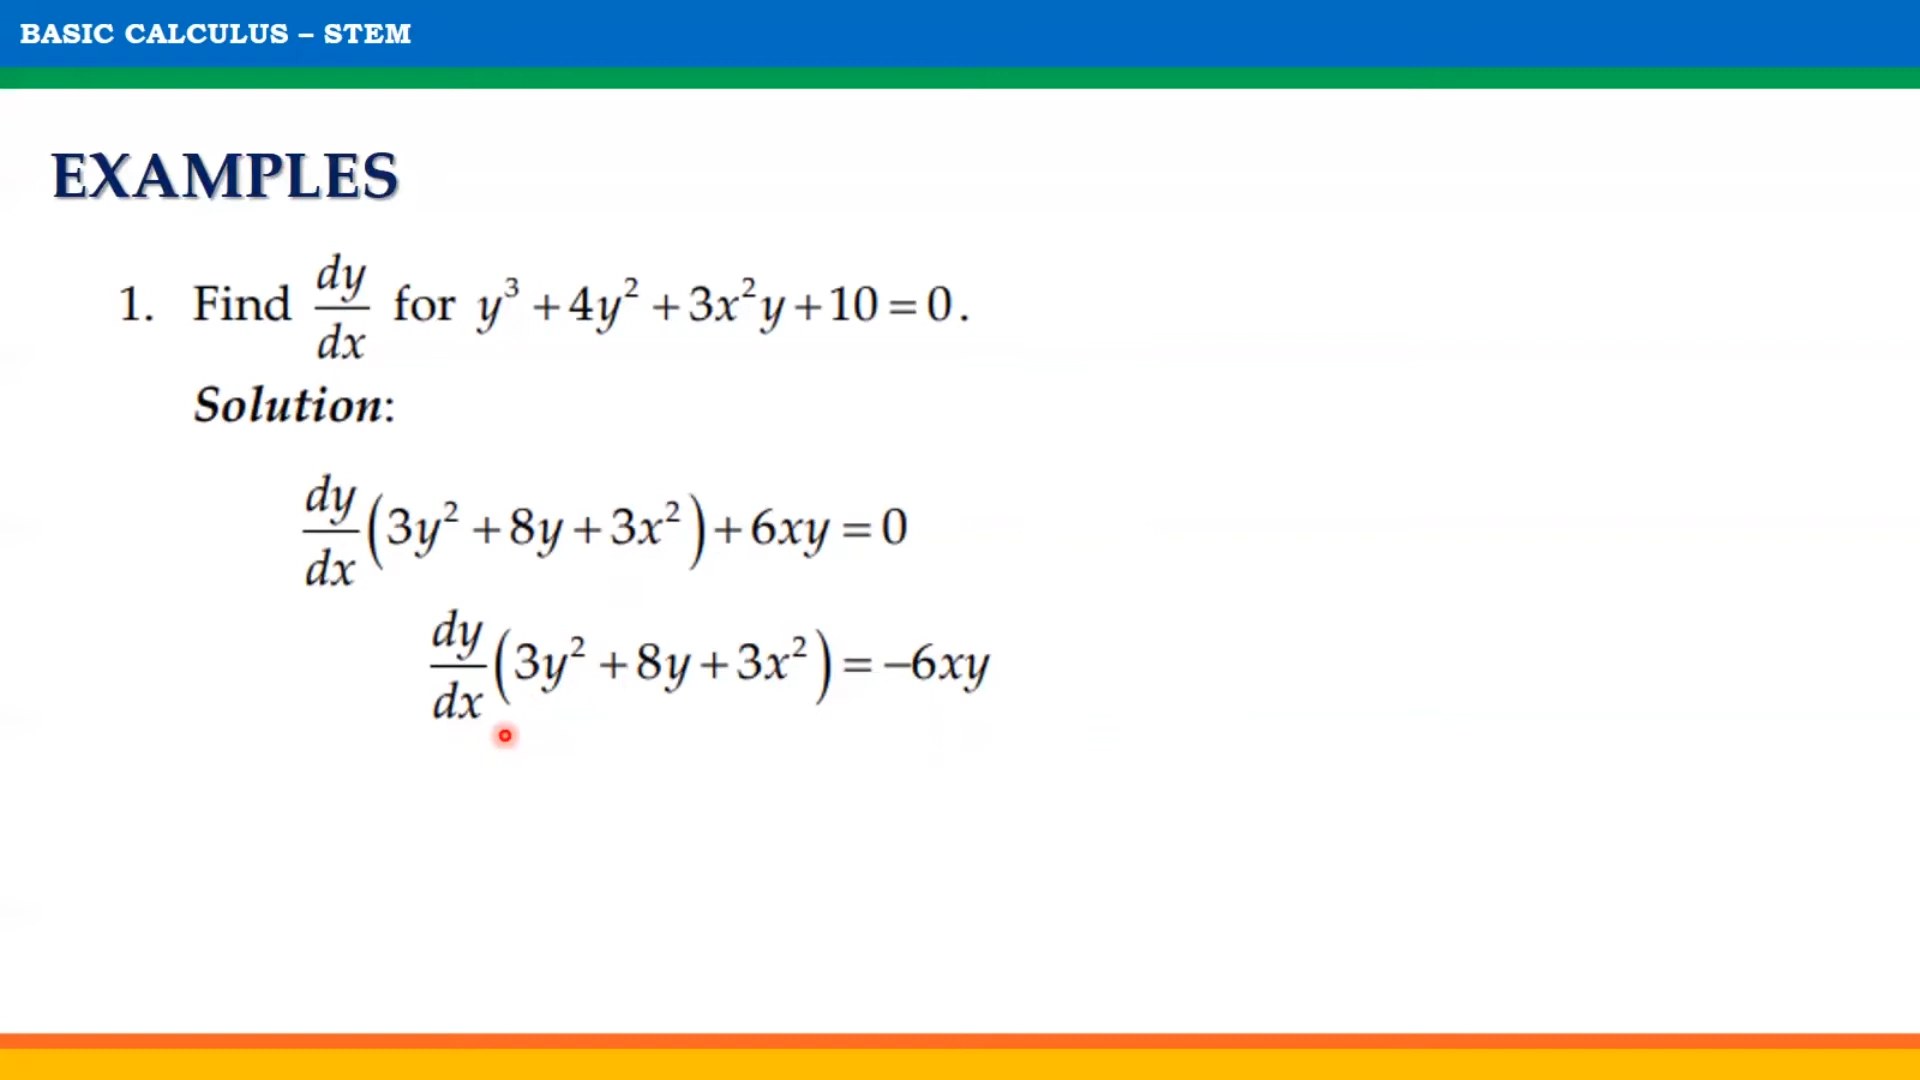 BASIC CALCULUS – STEM
EXAMPLES
1. Find dy/dx for y³ + 4y² + 3x²y + 10 = 0.
Solution:
dy/dx (3y² + 8y + 3x²) + 6xy = 0
dy/dx (3y² + 8y + 3x²) = –6xy